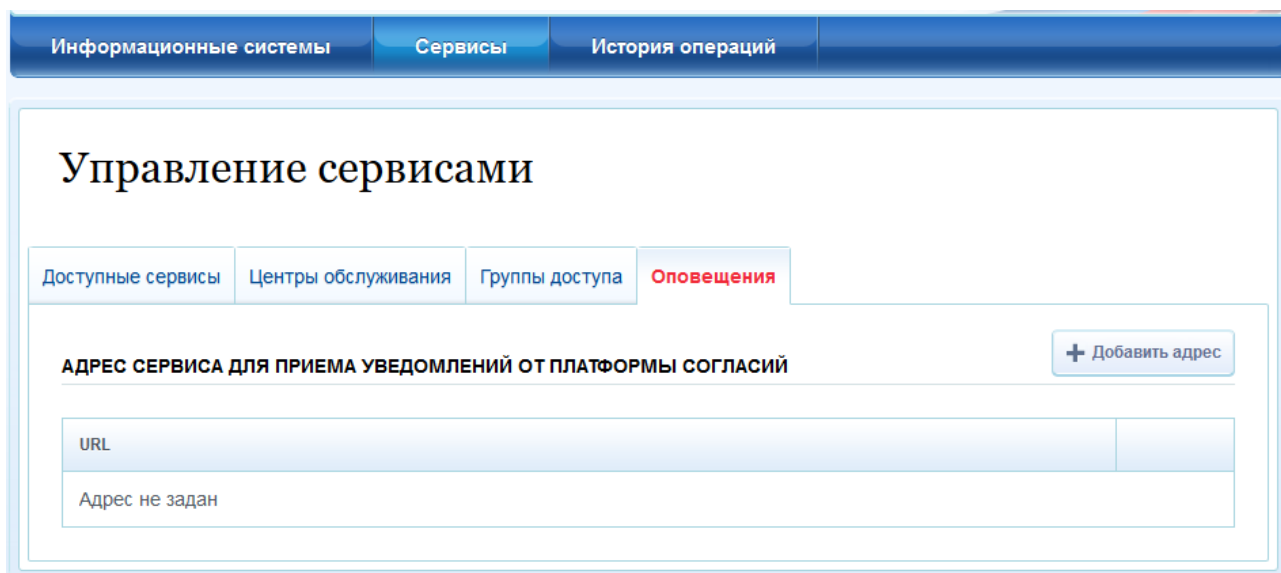 Информационные системы Сервисы История операций
Управление сервисами
Доступные сервисы Центры обслуживания Группы доступа Оповещения
АДРЕС СЕРВИСА ДЛЯ ПРИЕМА УВЕДОМЛЕНИЙ ОТ ПЛАТФОРМЫ СОГЛАСИЙ + Добавить адрес
URL
Адрес не задан